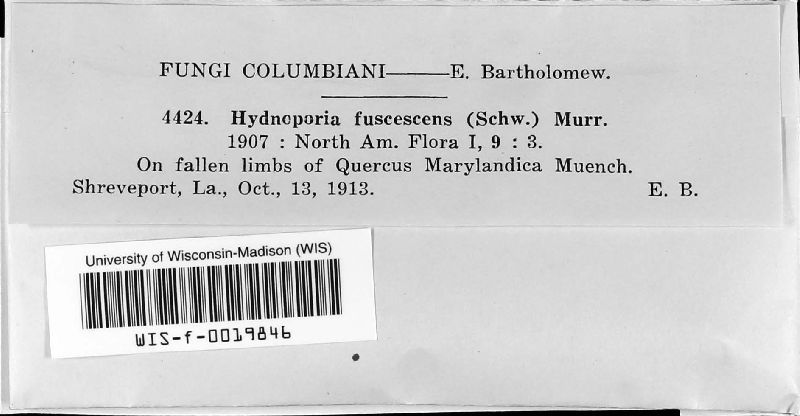 FUNGI COLUMBIANI——E. Bartholomew.
4424. Hydnoporia fuscescens (Schw.) Murr.
1907 : North Am. Flora I, 9 : 3.
On fallen limbs of Quercus Marylandica Muench.
Shreveport, La., Oct., 13, 1913. E. B.
University of Wisconsin-Madison (WIS)
WIS-f-0019846